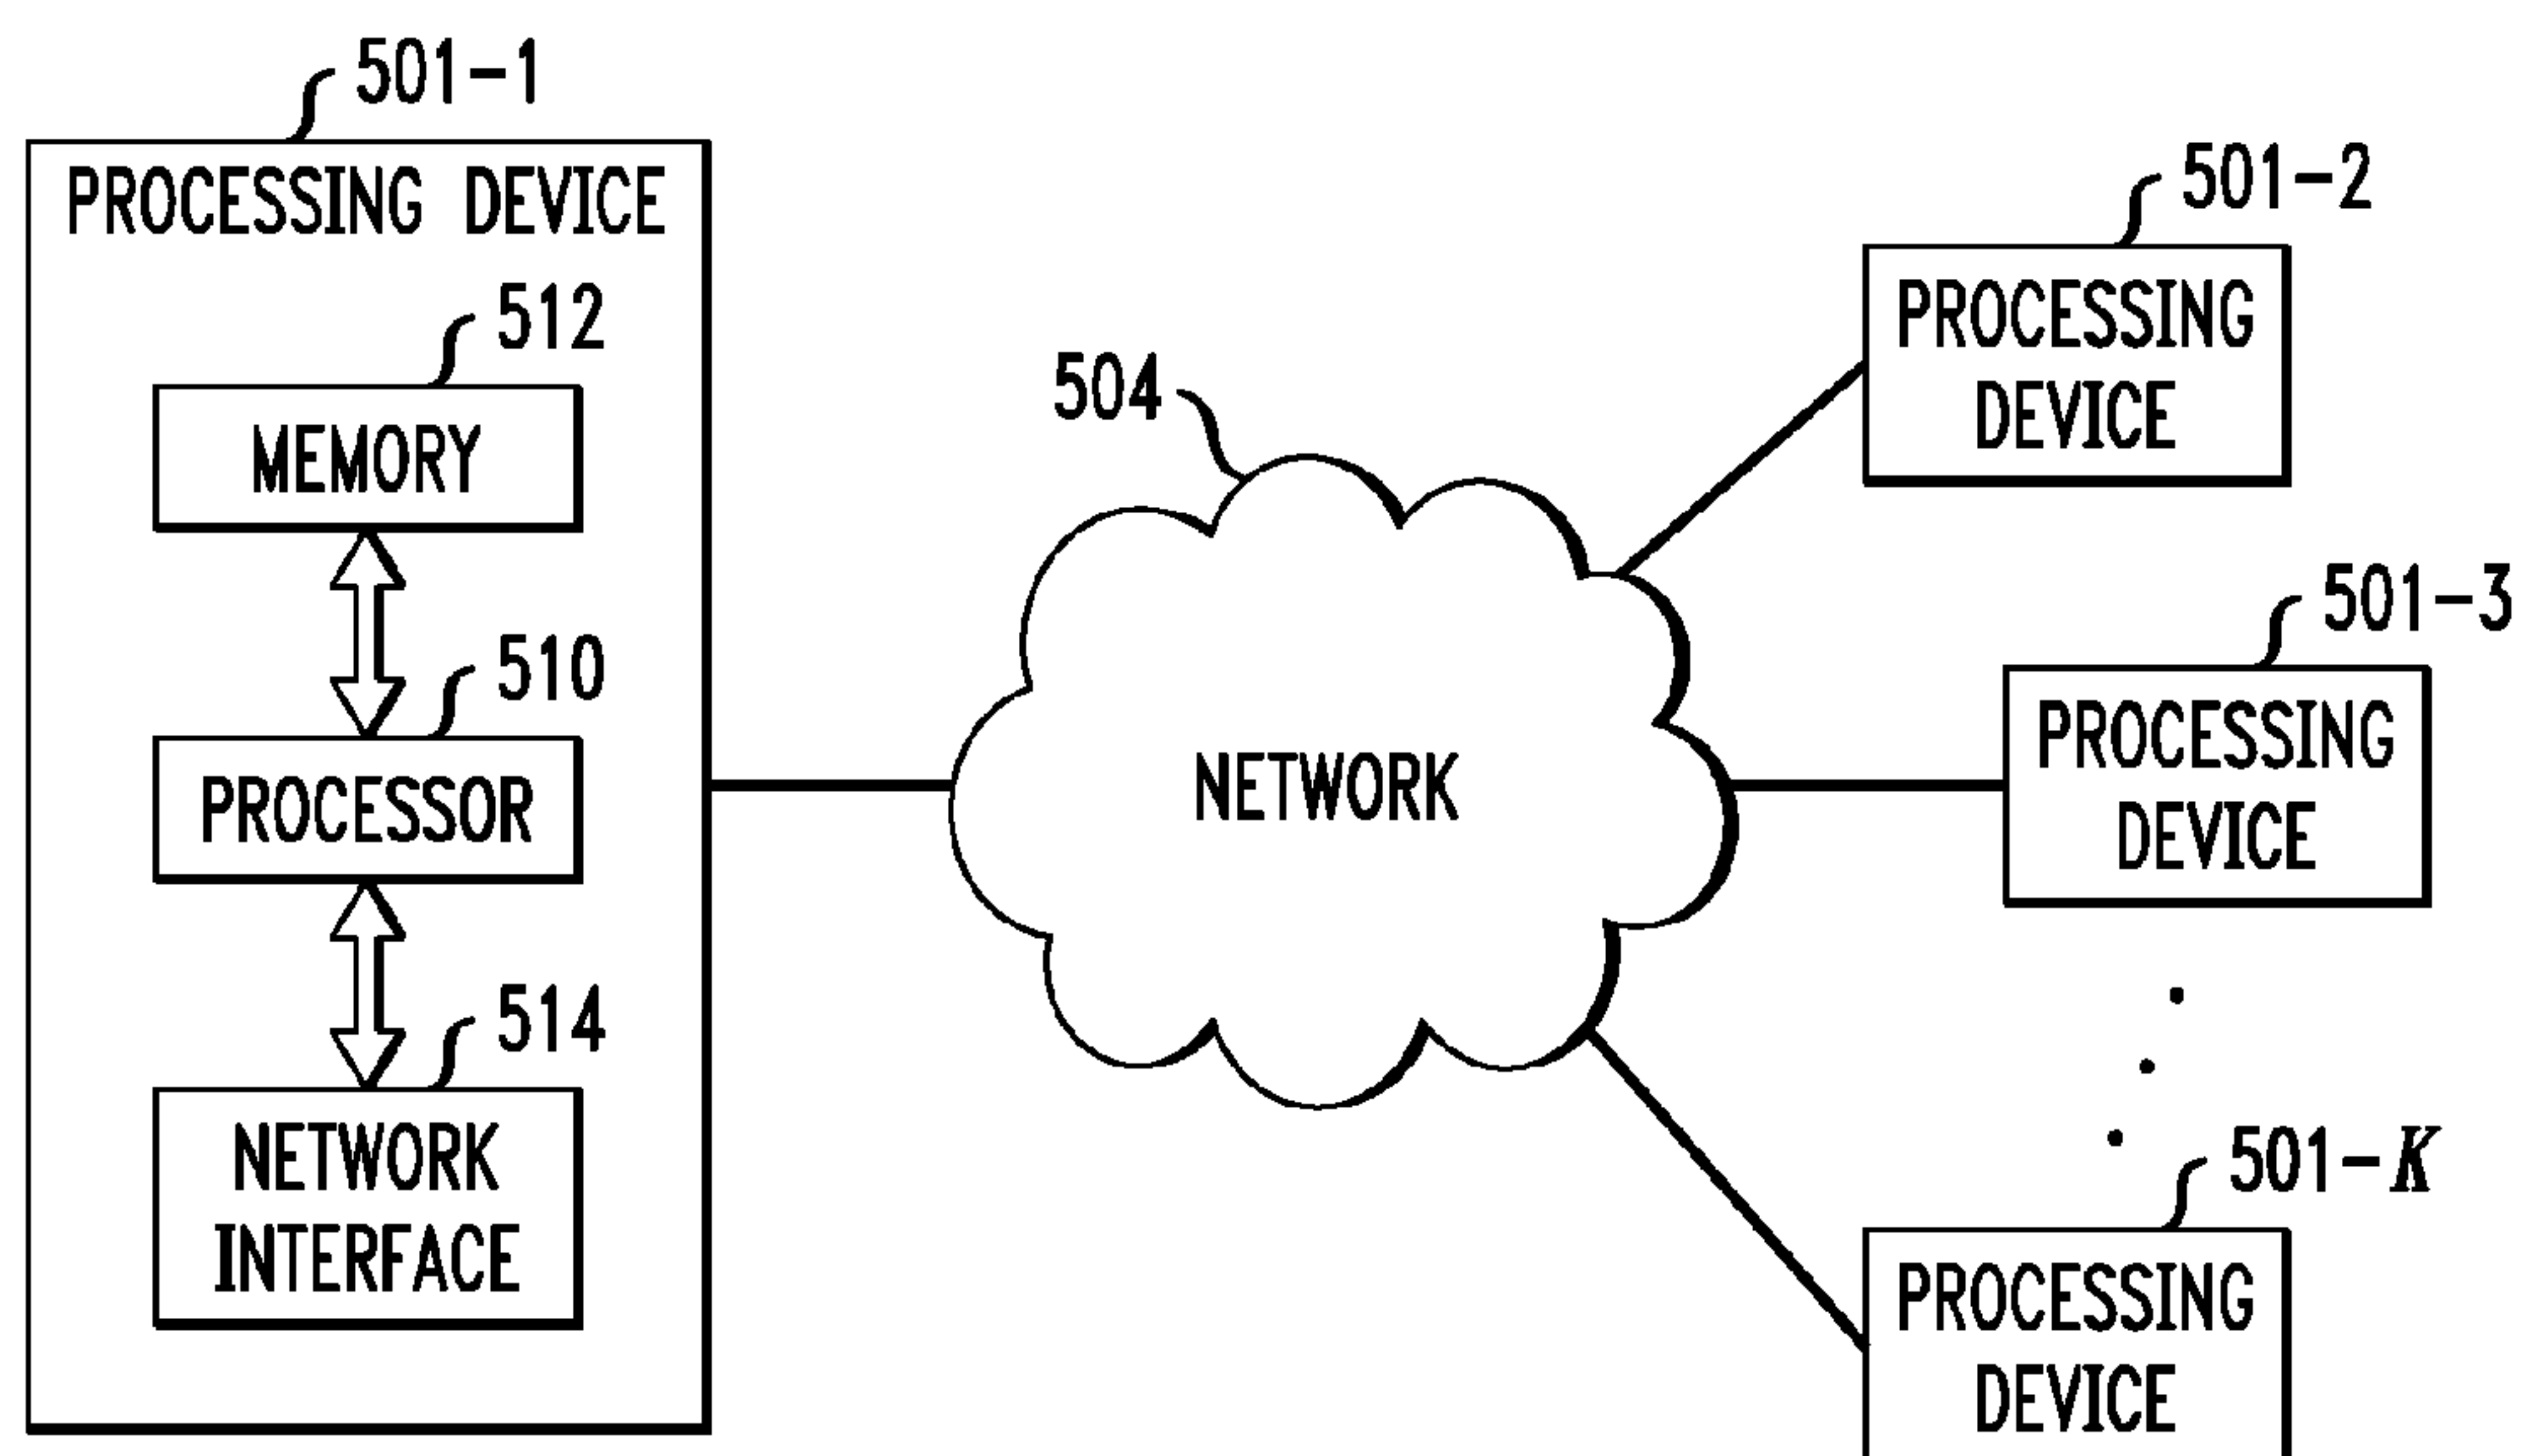 501-1
PROCESSING DEVICE
512
MEMORY
510
PROCESSOR
514
NETWORK
INTERFACE
504
NETWORK
501-2
PROCESSING
DEVICE
501-3
PROCESSING
DEVICE
501-K
PROCESSING
DEVICE